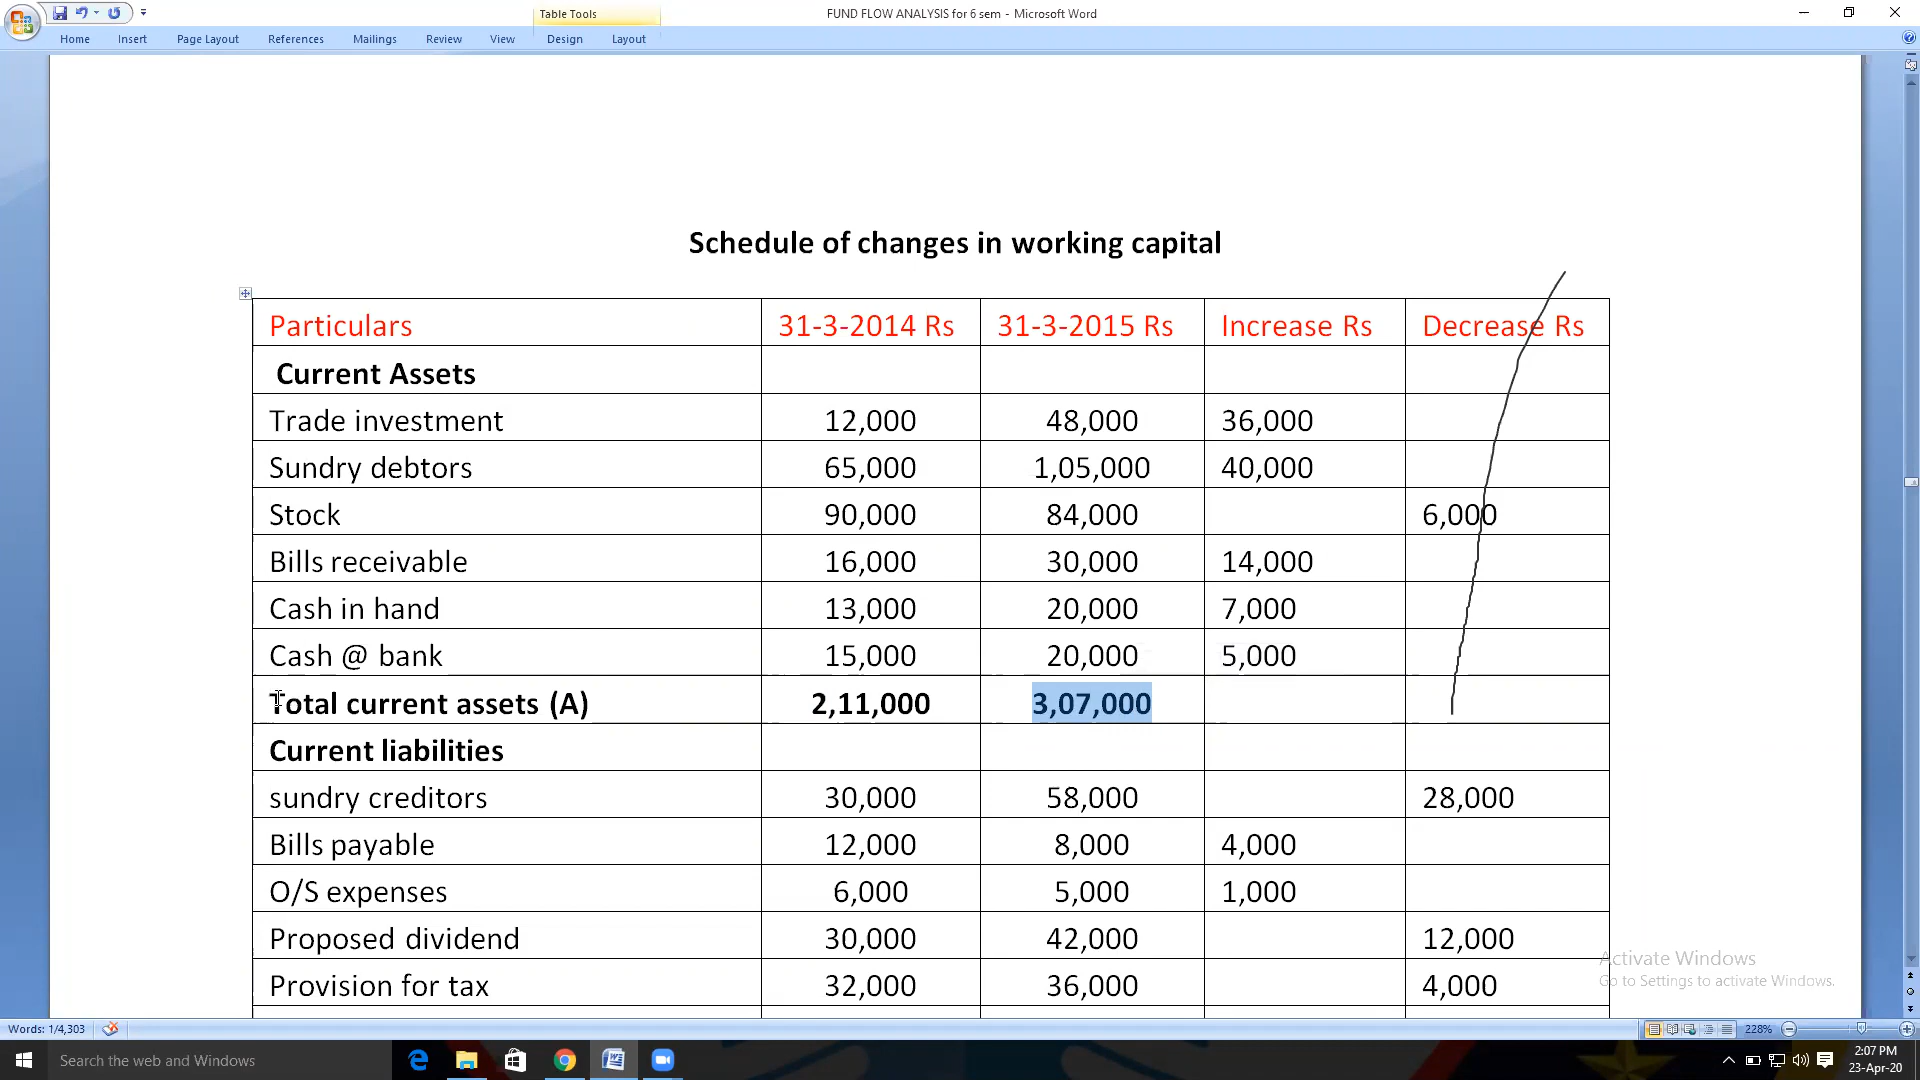 Table Tools
FUND FLOW ANALYSIS for 6 sem - Microsoft Word
Home Insert Page Layout References Mailings Review View Design Layout
Schedule of changes in working capital
Particulars 31-3-2014 Rs 31-3-2015 Rs Increase Rs Decrease Rs
Current Assets
Trade investment 12,000 48,000 36,000
Sundry debtors 65,000 1,05,000 40,000
Stock 90,000 84,000 6,000
Bills receivable 16,000 30,000 14,000
Cash in hand 13,000 20,000 7,000
Cash @ bank 15,000 20,000 5,000
Total current assets (A) 2,11,000 3,07,000
Current liabilities
sundry creditors 30,000 58,000 28,000
Bills payable 12,000 8,000 4,000
O/S expenses 6,000 5,000 1,000
Proposed dividend 30,000 42,000 12,000
Provision for tax 32,000 36,000 4,000
Activate Windows
Go to Settings to activate Windows.
Words: 1/4,303 228%
Search the web and Windows
2:07 PM
23-Apr-20